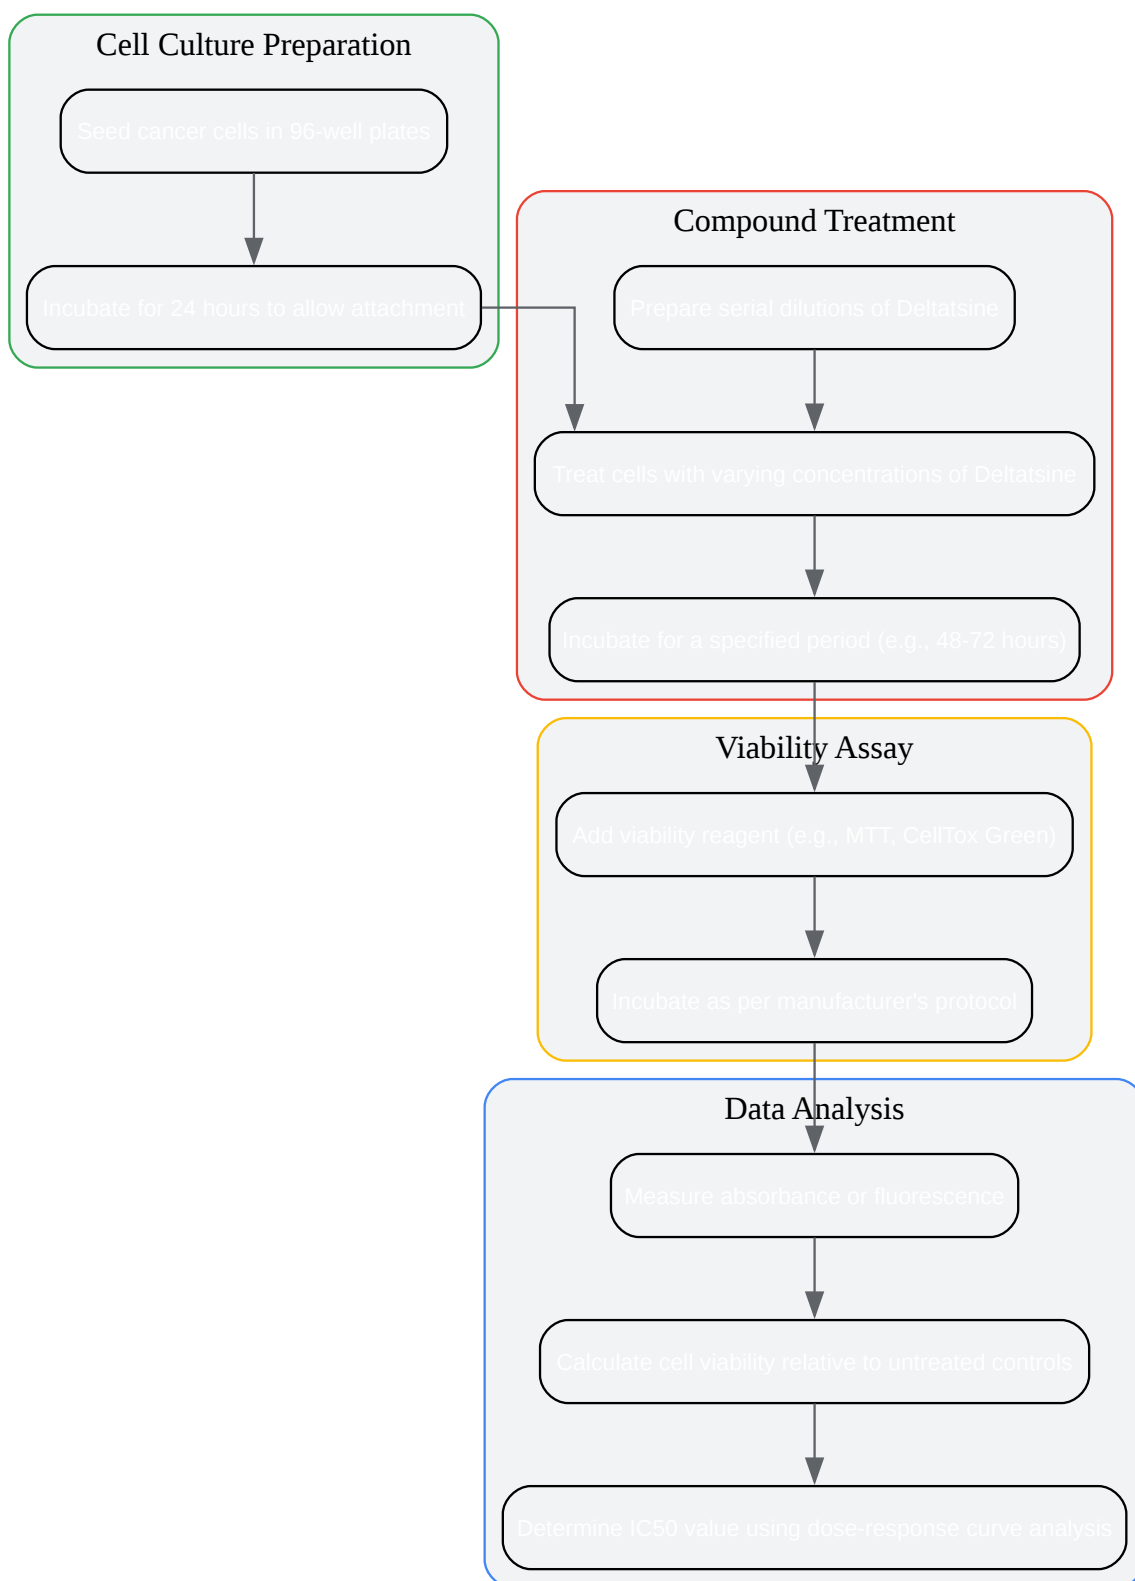 Cell Culture Preparation
Seed cancer cells in 96-well plates
Incubate for 24 hours to allow attachment
Compound Treatment
Prepare serial dilutions of Deltatsine
Treat cells with varying concentrations of Deltatsine
Incubate for a specified period (e.g., 48-72 hours)
Viability Assay
Add viability reagent (e.g., MTT, CellTox Green)
Incubate as per manufacturer's protocol
Data Analysis
Measure absorbance or fluorescence
Calculate cell viability relative to untreated controls
Determine IC50 value using dose-response curve analysis